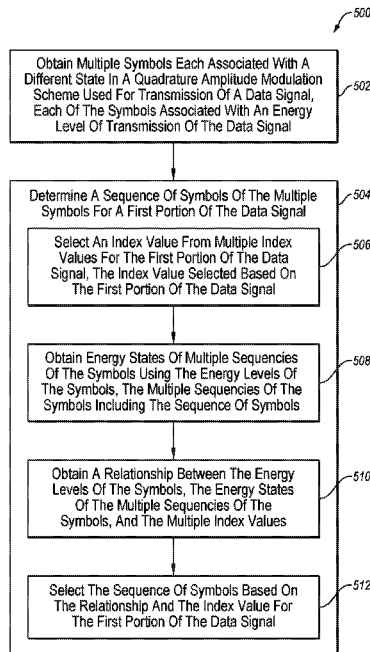 500
Obtain Multiple Symbols Each Associated With A
Different State In A Quadrature Amplitude Modulation
Scheme Used For Transmission Of A Data Signal,
Each Of The Symbols Associated With An Energy
Level Of Transmission Of The Data Signal
502
Determine A Sequence Of Symbols Of The Multiple
Symbols For A First Portion Of The Data Signal
504
Select An Index Value From Multiple Index
Values For The First Portion Of The Data
Signal, The Index Value Selected Based On
The First Portion Of The Data Signal
506
Obtain Energy States Of Multiple Sequencies
Of The Symbols Using The Energy Levels Of
The Symbols, The Multiple Sequencies Of The
Symbols Including The Sequence Of Symbols
508
Obtain A Relationship Between The Energy
Levels Of The Symbols, The Energy States
Of The Multiple Sequencies Of The
Symbols, And The Multiple Index Values
510
Select The Sequence Of Symbols Based On
The Relationship And The Index Value For
The First Portion Of The Data Signal
512